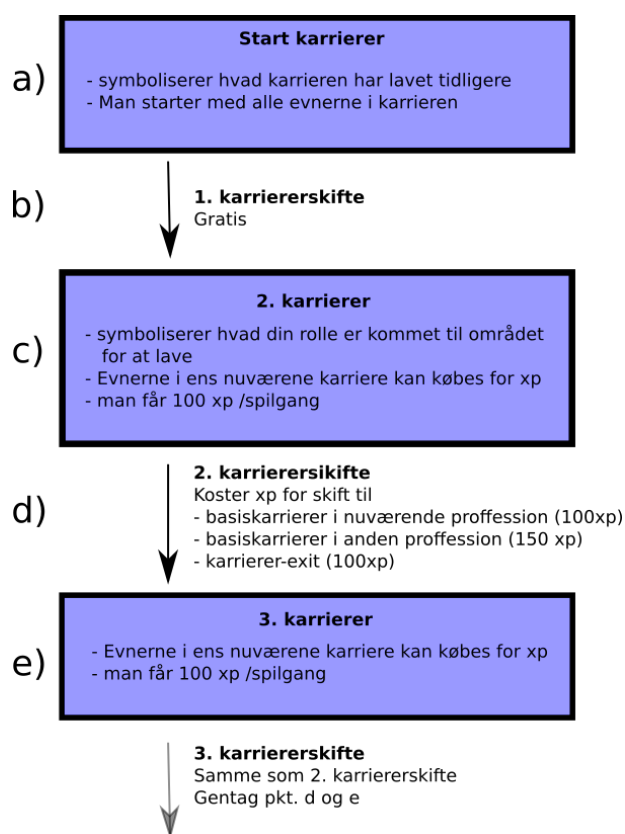 Start karrierer
a)
- symboliserer hvad karrieren har lavet tidligere
- Man starter med alle evnerne i karrieren
b)
1. karriererskifte
Gratis
2. karrierer
c)
- symboliserer hvad din rolle er kommet til området
for at lave
- Evnerne i ens nuværene karriere kan købes for xp
- man får 100 xp /spilgang
2. karrierersikifte
d)
Koster xp for skift til
- basiskarrierer i nuværende proffession (100xp)
- basiskarrierer i anden proffession (150 xp)
- karrierer-exit (100xp)
3. karrierer
e)
- Evnerne i ens nuværene karriere kan købes for xp
- man får 100 xp /spilgang
3. karriererskifte
Samme som 2. karriererskifte
Gentag pkt. d og e